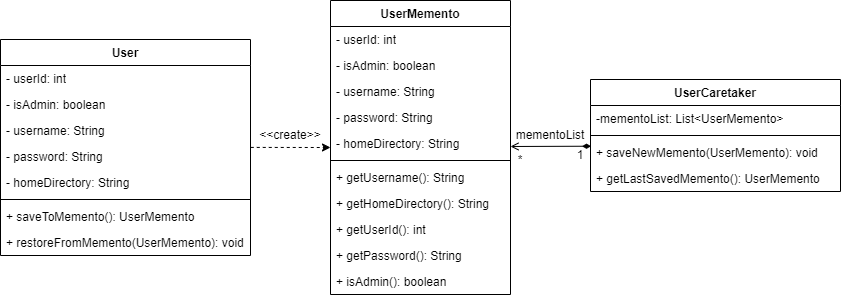 User
- userId: int
- isAdmin: boolean
- username: String
- password: String
- homeDirectory: String
+ saveToMemento(): UserMemento
+ restoreFromMemento(UserMemento): void
<<create>>
UserMemento
- userId: int
- isAdmin: boolean
- username: String
- password: String
- homeDirectory: String
+ getUsername(): String
+ getHomeDirectory(): String
+ getUserId(): int
+ getPassword(): String
+ isAdmin(): boolean
mementoList
* 1
UserCaretaker
-mementoList: List<UserMemento>
+ saveNewMemento(UserMemento): void
+ getLastSavedMemento(): UserMemento